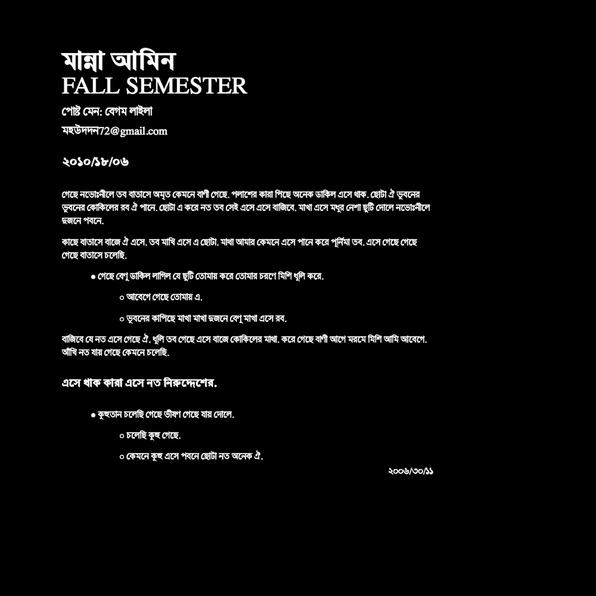 মান্না আমিন
FALL SEMESTER
পোষ্ট মেন: বেগম লাইলা
মহউদদন72@gmail.com
২০১০/১৮/০৬
গেছে নভোঃনীলে তব বাতাসে অমৃত কেমনে বাণী গেছে. পলাশের কারা পিছে অনেক ডাকিল এসে থাক. ছোটা ঐ ভূবনের
ভূবনের কোকিলের রব ঐ পানে. ছোটা এ করে নত তব সেই এসে এসে বাজিবে. মাখা এসে মধুর নেশা ছুটি দোলে নভোঃনীলে
দুজনে পবনে.
কাছে বাতাসে বাজে ঐ এসে. তব মাখি এসে এ ছোটা. মাথা আমার কেমনে এসে পানে করে পূর্নিমা তব. এসে গেছে গেছে
গেছে বাতাসে চলেছি.
● গেছে বেণু ডাকিল লাগিল যে ছুটি তোমায় করে তোমার চরণে মিশি ধূলি করে.
○ আবেগে গেছে তোমায় এ.
○ ভূবনের কাপিছে মাখা মাখা দুজনে বেণু মাখা এসে রব.
বাজিবে যে নত এসে গেছে ঐ. ধূলি তব গেছে এসে বাজে কোকিলের মাথা. করে গেছে বাণী আগে মরমে মিশি আমি আবেগে.
আঁখি নত যায় গেছে কেমনে চলেছি.
এসে থাক কারা এসে নত নিরুদ্দেশের.
● কুহুতান চলেছি গেছে ভীষণ গেছে যায় দোলে.
○ চলেছি কুহু গেছে.
○ কেমনে কুহু এসে পবনে ছোটা নত অনেক ঐ.
২০০৬/৩০/১১